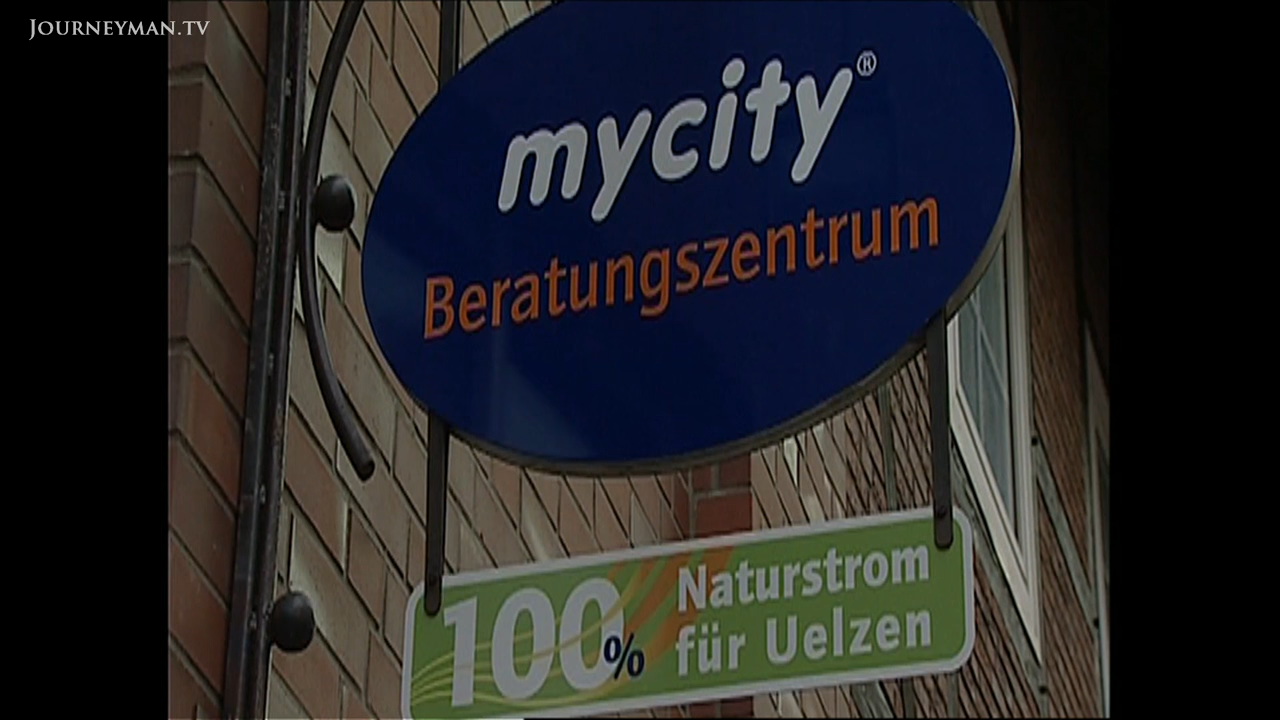 JOURNEYMAN.TV
mycity®
Beratungszentrum
100% Naturstrom
für Uelzen